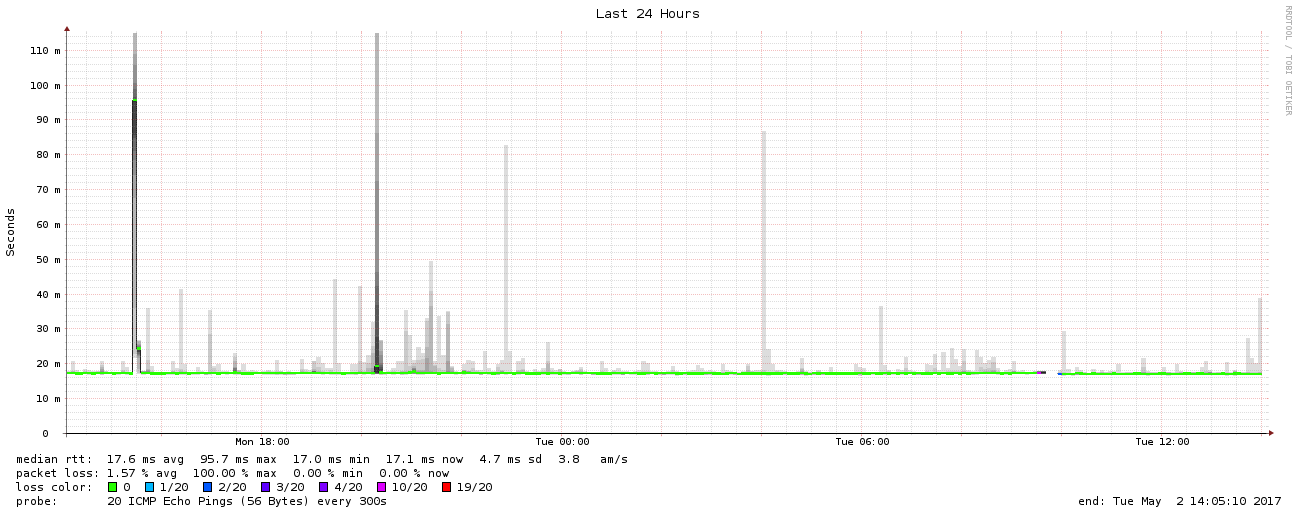 Last 24 Hours
RRDTOOL / TOBI OETIKER
Seconds
110 m
100 m
90 m
80 m
70 m
60 m
50 m
40 m
30 m
20 m
10 m
0
Mon 18:00 Tue 00:00 Tue 06:00 Tue 12:00
median rtt: 17.6 ms avg 95.7 ms max 17.0 ms min 17.1 ms now 4.7 ms sd 3.8 am/s
packet loss: 1.57 % avg 100.00 % max 0.00 % min 0.00 % now
loss color: 0 1/20 2/20 3/20 4/20 10/20 19/20
probe: 20 ICMP Echo Pings (56 Bytes) every 300s end: Tue May 2 14:05:10 2017